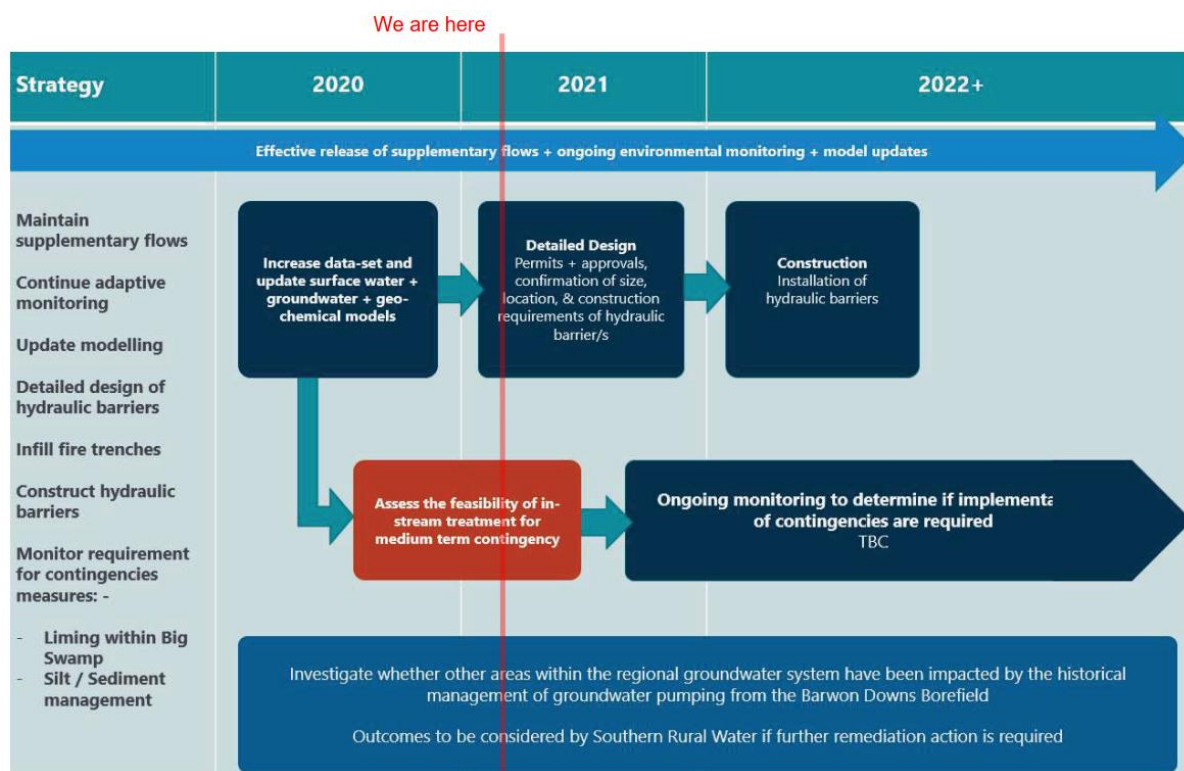 We are here
Strategy
2020
2021
2022+
Effective release of supplementary flows + ongoing environmental monitoring + model updates
Maintain
supplementary flows
Continue adaptive
monitoring
Update modelling
Detailed design of
hydraulic barriers
Infill fire trenches
Construct hydraulic
barriers
Monitor requirement
for contingencies
measures: -
- Liming within Big
Swamp
- Silt / Sediment
management
Increase data-set and
update surface water +
groundwater + geo-
chemical models
Detailed Design
Permits + approvals,
confirmation of size,
location, & construction
requirements of hydraulic
barrier/s
Construction
Installation of
hydraulic barriers
Assess the feasibility of in-
stream treatment for
medium term contingency
Ongoing monitoring to determine if implementa
of contingencies are required
TBC
Investigate whether other areas within the regional groundwater system have been impacted by the historical
management of groundwater pumping from the Barwon Downs Borefield
Outcomes to be considered by Southern Rural Water if further remediation action is required